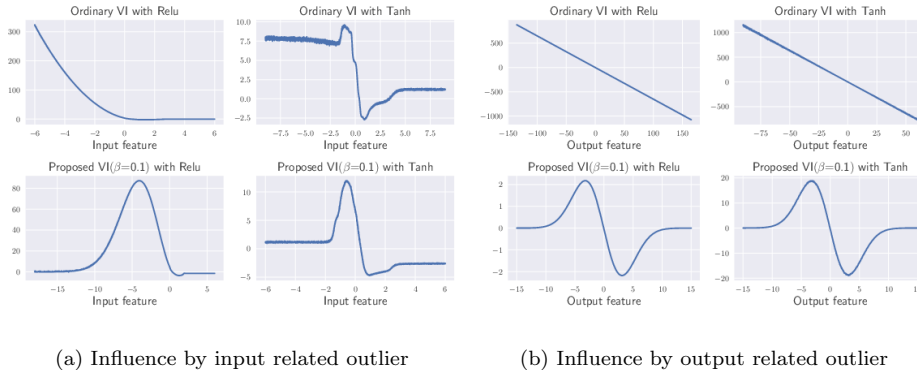 Ordinary VI with Relu
300
200
100
0
−6 −4 −2 0 2 4 6
Input feature
Ordinary VI with Tanh
10.0
7.5
5.0
2.5
0.0
−2.5
−7.5 −5.0 −2.5 0.0 2.5 5.0 7.5
Input feature
Ordinary VI with Relu
500
0
−500
−1000
−150 −100 −50 0 50 100 150
Output feature
Ordinary VI with Tanh
1000
500
0
−500
−75 −50 −25 0 25 50
Output feature
Proposed VI(β=0.1) with Relu
80
60
40
20
0
−15 −10 −5 0 5
Input feature
Proposed VI(β=0.1) with Tanh
10
5
0
−5
−6 −4 −2 0 2 4 6
Input feature
Proposed VI(β=0.1) with Relu
2
1
0
−1
−2
−15 −10 −5 0 5 10 15
Output feature
Proposed VI(β=0.1) with Tanh
20
10
0
−10
−20
−15 −10 −5 0 5 10 15
Output feature
(a) Influence by input related outlier
(b) Influence by output related outlier